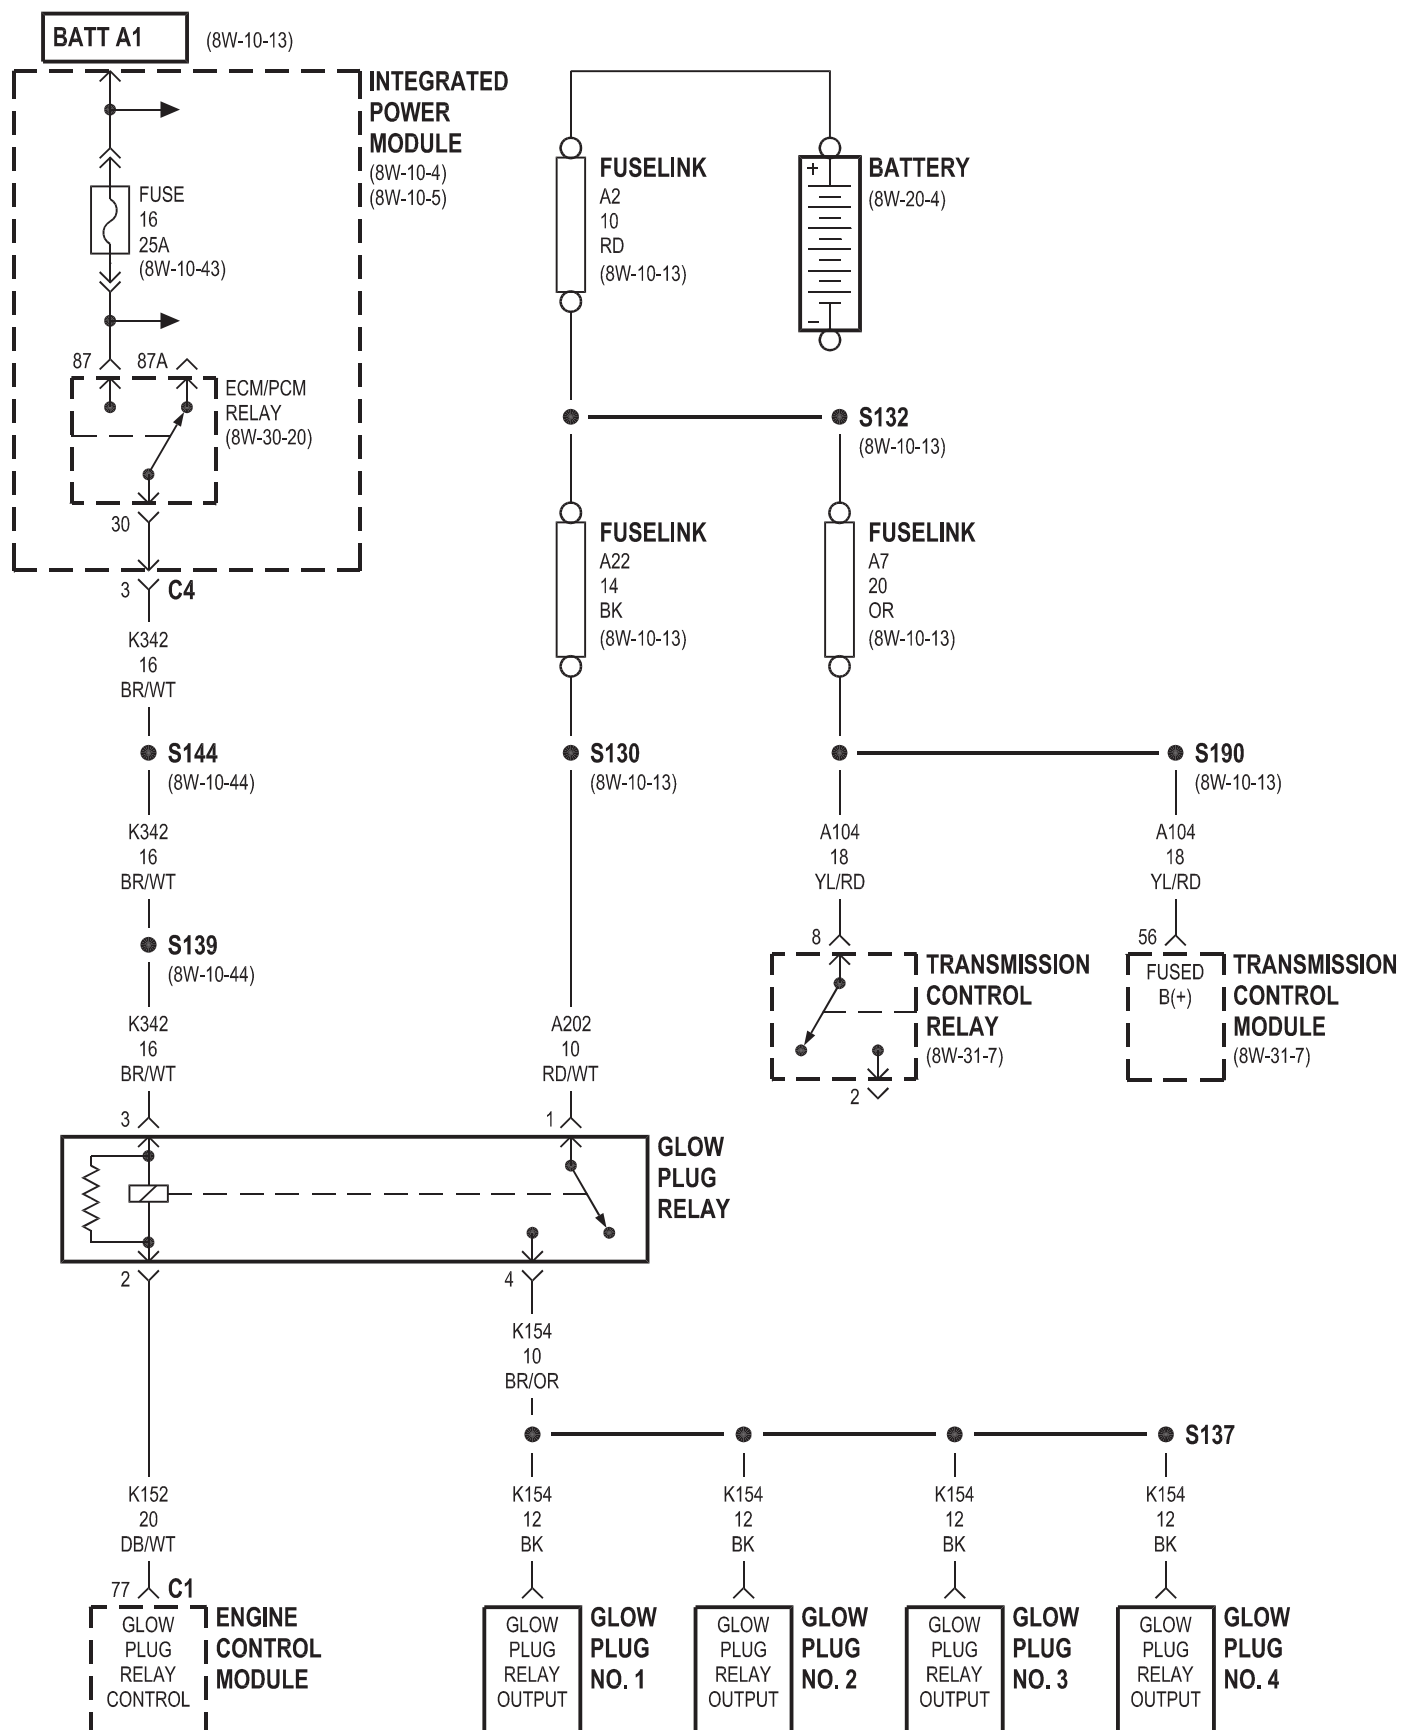 BATT A1
(8W-10-13)
INTEGRATED
POWER
MODULE
(8W-10-4)
(8W-10-5)
FUSE
16
25A
(8W-10-43)
87
87A
ECM/PCM
RELAY
(8W-30-20)
30
3
C4
K342
16
BR/WT
S144
(8W-10-44)
K342
16
BR/WT
S139
(8W-10-44)
K342
16
BR/WT
3
FUSELINK
A2
10
RD
(8W-10-13)
+
-
BATTERY
(8W-20-4)
S132
(8W-10-13)
FUSELINK
A22
14
BK
(8W-10-13)
FUSELINK
A7
20
OR
(8W-10-13)
S130
(8W-10-13)
S190
(8W-10-13)
A104
18
YL/RD
A104
18
YL/RD
8
TRANSMISSION
CONTROL
RELAY
(8W-31-7)
2
56
FUSED
B(+)
TRANSMISSION
CONTROL
MODULE
(8W-31-7)
A202
10
RD/WT
1
GLOW
PLUG
RELAY
2
4
K154
10
BR/OR
S137
K152
20
DB/WT
K154
12
BK
K154
12
BK
K154
12
BK
K154
12
BK
77
C1
GLOW
PLUG
RELAY
CONTROL
ENGINE
CONTROL
MODULE
GLOW
PLUG
RELAY
OUTPUT
GLOW
PLUG
NO. 1
GLOW
PLUG
RELAY
OUTPUT
GLOW
PLUG
NO. 2
GLOW
PLUG
RELAY
OUTPUT
GLOW
PLUG
NO. 3
GLOW
PLUG
RELAY
OUTPUT
GLOW
PLUG
NO. 4